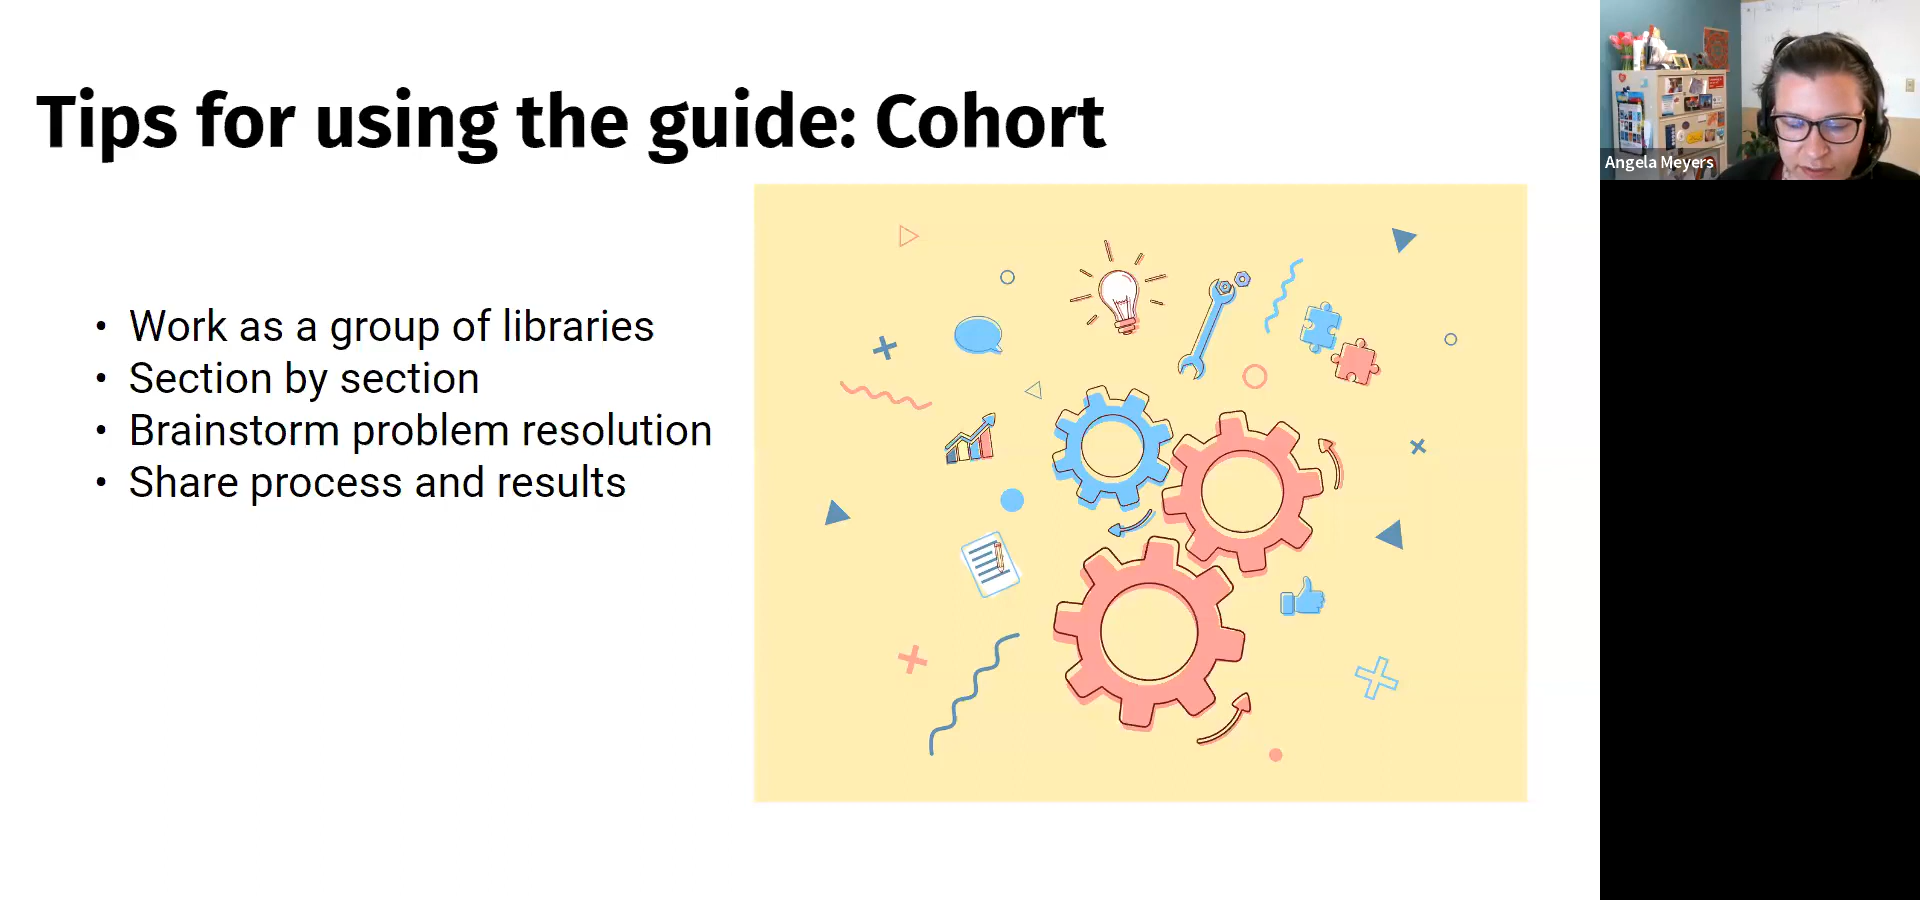 Tips for using the guide: Cohort
• Work as a group of libraries
• Section by section
• Brainstorm problem resolution
• Share process and results
Angela Meyers